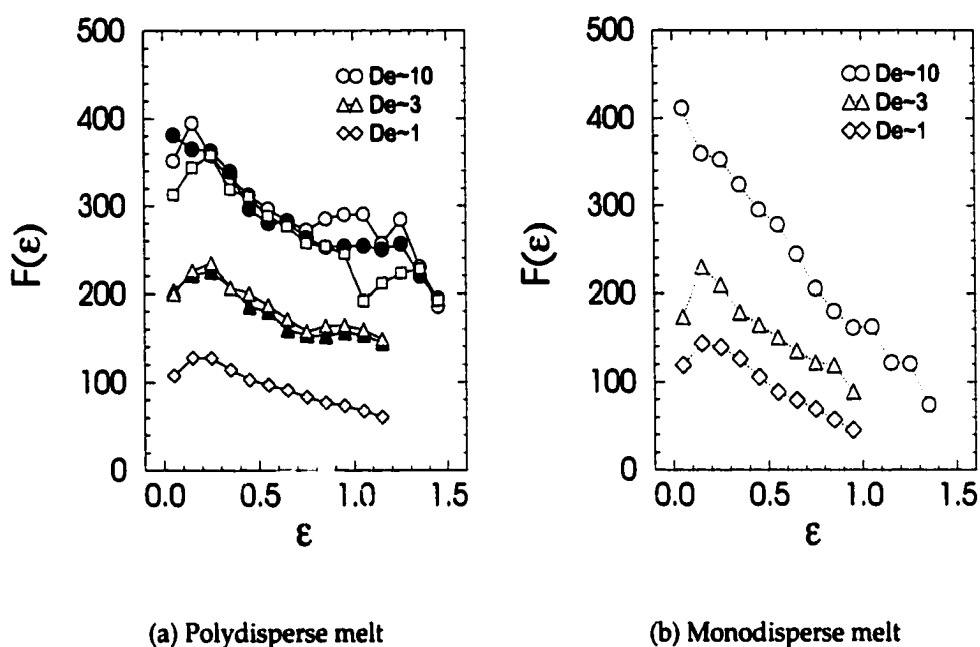 500
400
300
200
100
0
F(ε)
De~10
De~3
De~1
0.0 0.5 1.0 1.5
ε
(a) Polydisperse melt
500
400
300
200
100
0
F(ε)
De~10
De~3
De~1
0.0 0.5 1.0 1.5
ε
(b) Monodisperse melt